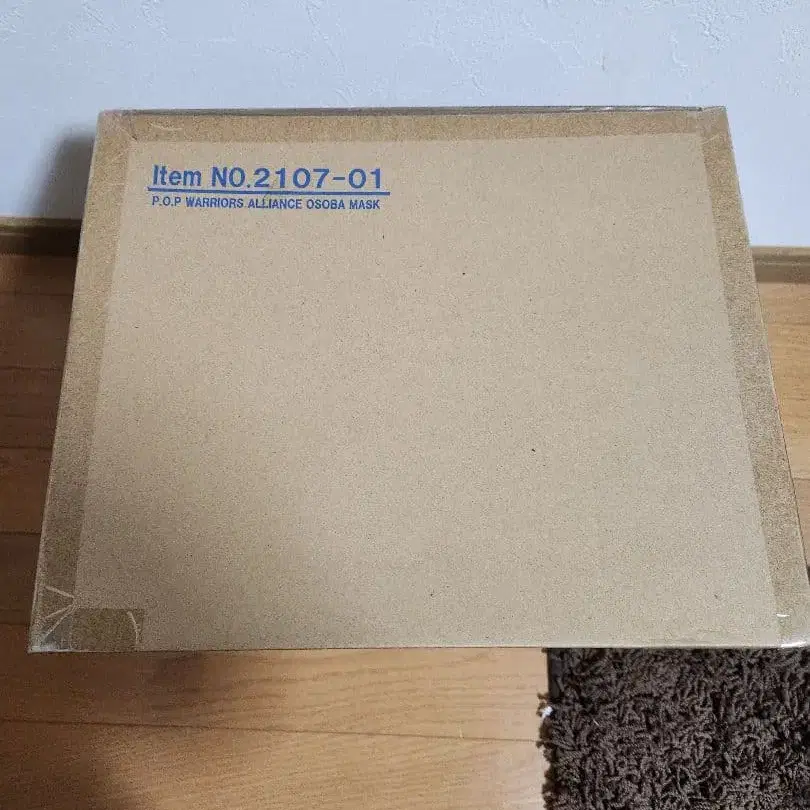 Item NO.2107-01
P.O.P WARRIORS ALLIANCE OSOBA MASK